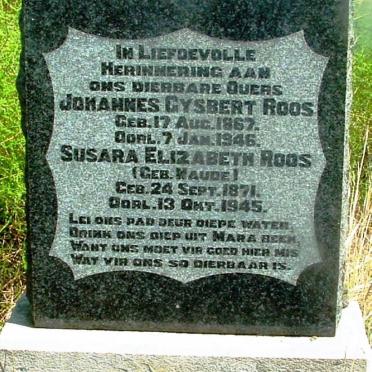 In Liefdevolle
Herinnering aan
ons dierbare Ouers
Johannes Gysbert Roos
Geb. 17 Aug. 1867.
Oorl. 7 Jan. 1946.
Susara Elizabeth Roos
(Geb. Naude)
Geb. 24 Sept. 1871.
Oorl. 13 Okt. 1945.
Lei ons pad deur diepe water,
Drink ons diep uit Mara beek,
Want ons moet vir goed hier mis
Wat vir ons so dierbaar is.